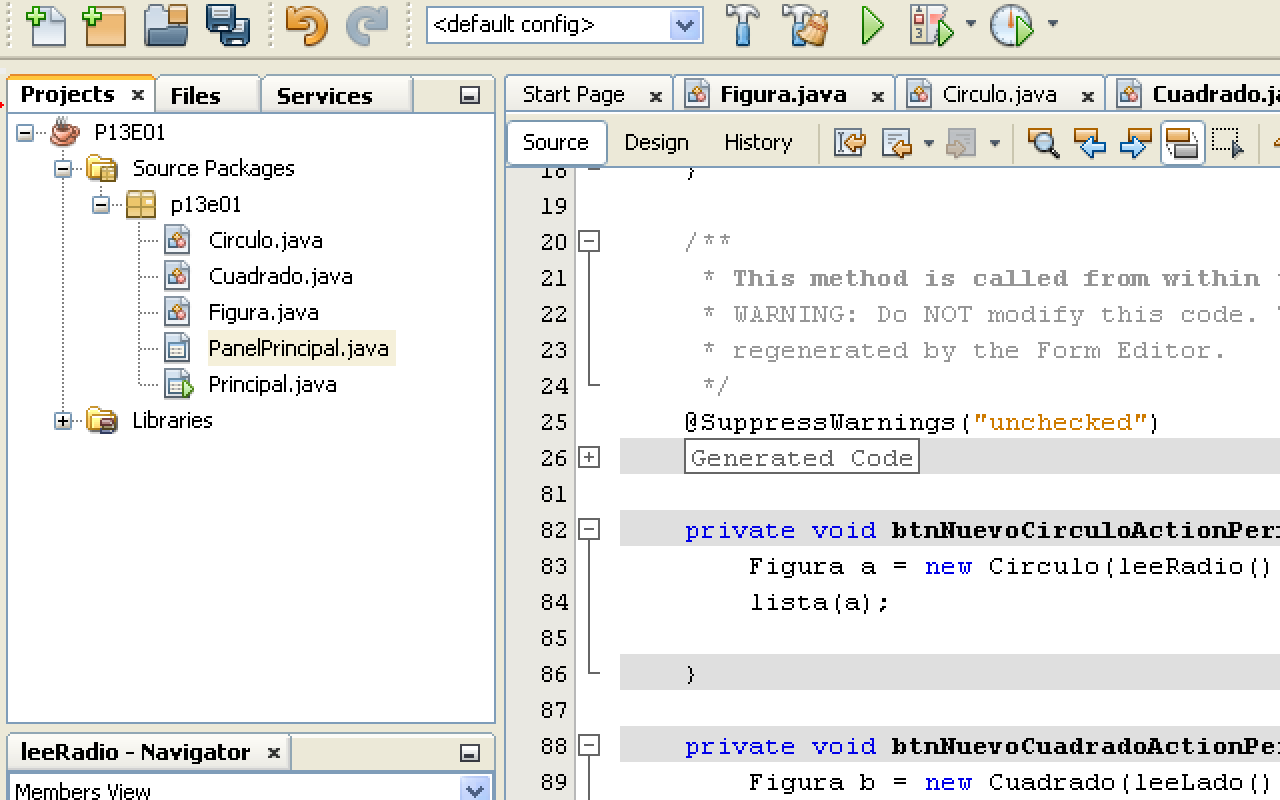 <default config>
Projects Files Services
P13E01
Source Packages
p13e01
Circulo.java
Cuadrado.java
Figura.java
PanelPrincipal.java
Principal.java
Libraries
leeRadio - Navigator
Members View
Start Page Figura.java Circulo.java Cuadrado.ja
Source Design History
18 }
19
20 /**
21 * This method is called from within
22 * WARNING: Do NOT modify this code.
23 * regenerated by the Form Editor.
24 */
25 @SuppressWarnings("unchecked")
26 Generated Code
81
82 private void btnNuevoCirculoActionPer
83 Figura a = new Circulo(leeRadio()
84 lista(a);
85
86 }
87
88 private void btnNuevoCuadradoActionPe
89 Figura b = new Cuadrado(leeLado()